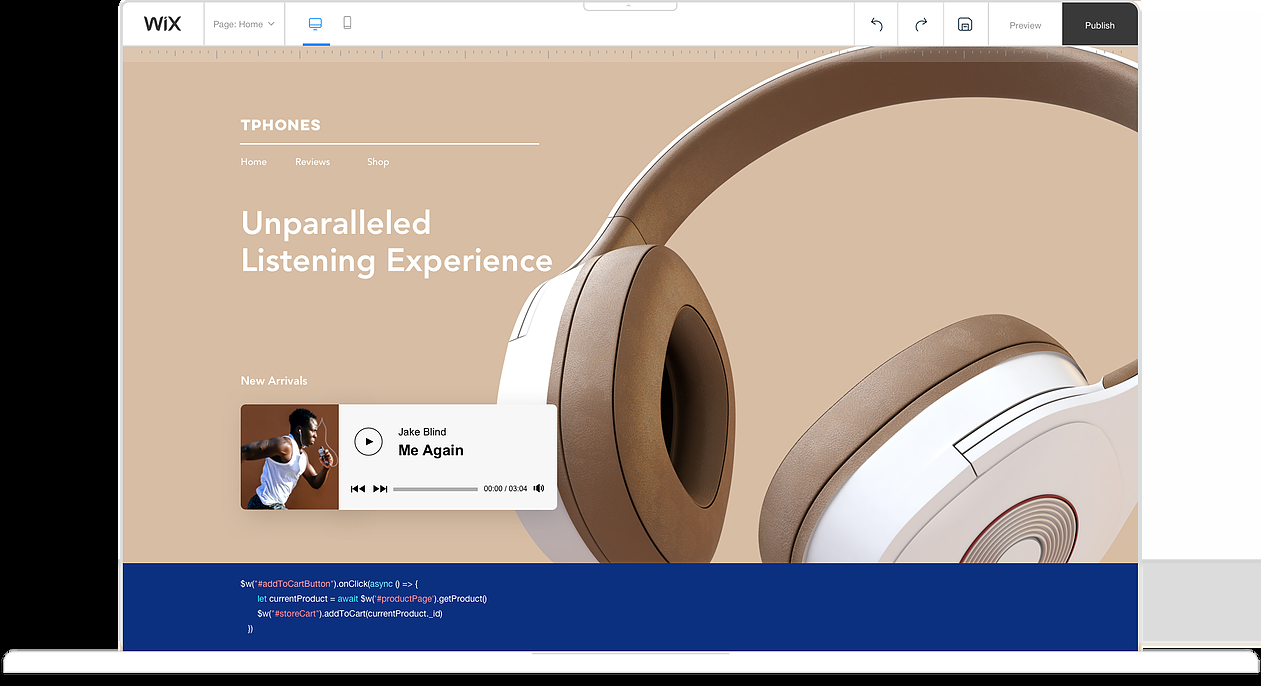 WiX
Page: Home
Preview
Publish
TPHONES
Home Reviews Shop
Unparalleled
Listening Experience
New Arrivals
Jake Blind
Me Again
00:00 / 03:04
$w("#addToCartButton").onClick(async () => {
let currentProduct = await $w('#productPage').getProduct()
$w("#storeCart").addToCart(currentProduct._id)
})